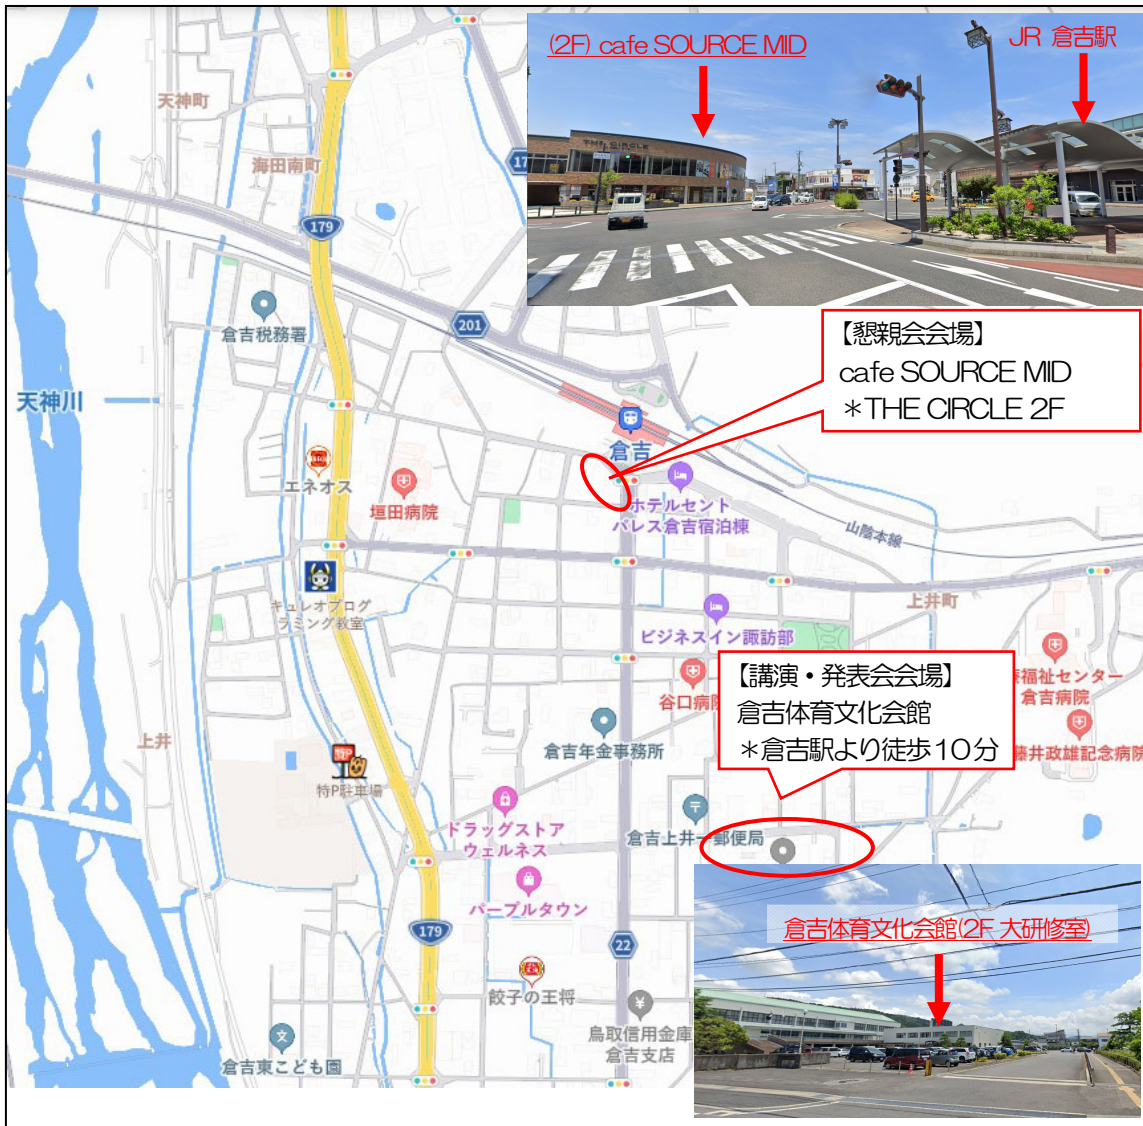 (2F) cafe SOURCE MID
JR 倉吉駅
THE CIRCLE
天神町
海田南町
179
倉吉税務署
201
【懇親会会場】
cafe SOURCE MID
＊THE CIRCLE 2F
天神川
倉吉
エネオス
垣田病院
ホテルセント
パレス倉吉宿泊棟
山陰本線
キュレオプログ
ラミング教室
上井町
ビジネスイン諏訪部
【講演・発表会会場】
倉吉体育文化会館
＊倉吉駅より徒歩10分
谷口病院
福祉センター
倉吉病院
藤井政雄記念病院
上井
倉吉年金事務所
特P
特P駐車場
ドラッグストア
ウェルネス
倉吉上井一郵便局
パープルタウン
倉吉体育文化会館(2F 大研修室)
179
22
餃子の王将
鳥取信用金庫
倉吉支店
倉吉東こども園